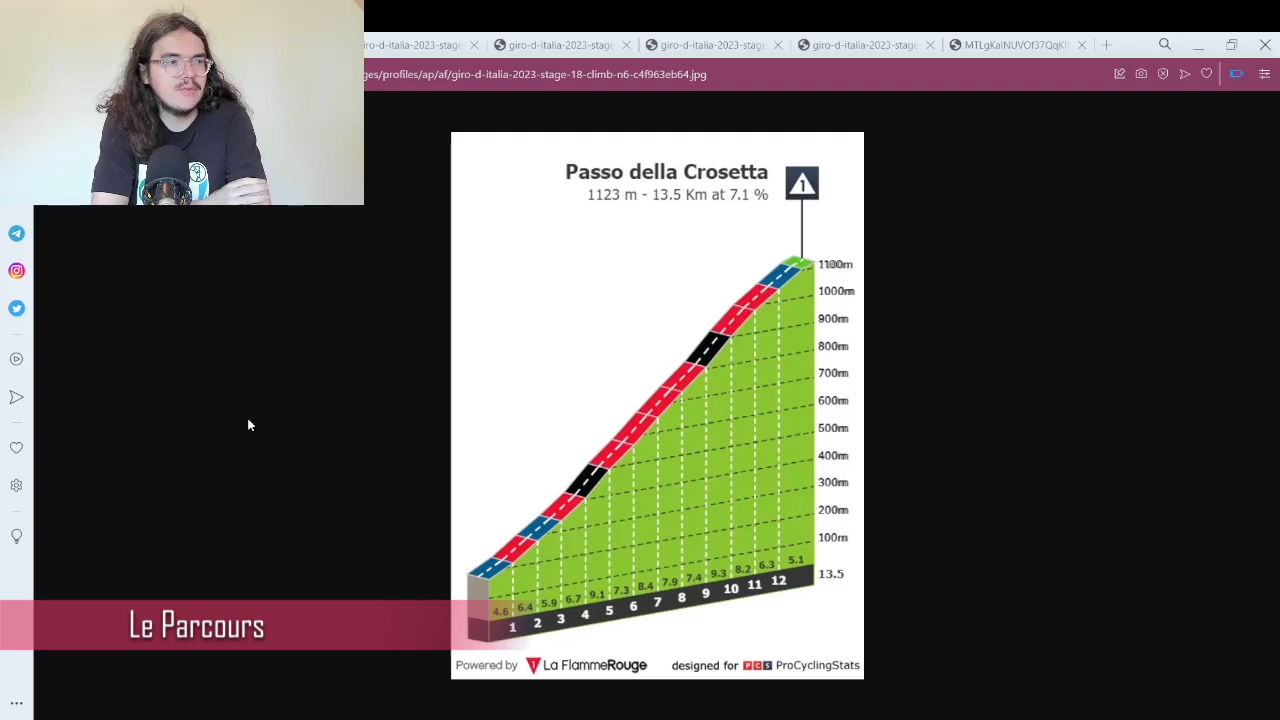 iro-d-italia-2023-stage
giro-d-italia-2023-stage
giro-d-italia-2023-stage
giro-d-italia-2023-stage
ges/profiles/ap/af/giro-d-italia-2023-stage-18-climb-n6-c4f963eb64.jpg
Passo della Crosetta
1
1123 m - 13.5 Km at 7.1 %
1100m
1000m
900m
800m
700m
600m
500m
400m
300m
200m
100m
13.5
4.6 6.4 5.9 6.7 9.1 7.3 8.4 7.9 7.4 9.3 8.2 6.3 5.1
1 2 3 4 5 6 7 8 9 10 11 12
Le Parcours
Powered by La FlammeRouge designed for PCS ProCyclingStats